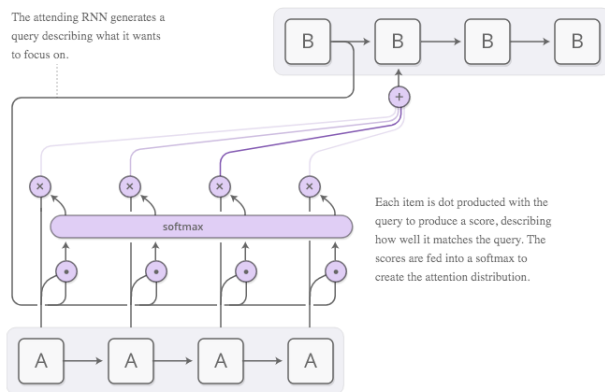 The attending RNN generates a
query describing what it wants
to focus on.
B
B
B
B
+
×
×
×
×
Each item is dot producted with the
query to produce a score, describing
how well it matches the query. The
scores are fed into a softmax to
create the attention distribution.
softmax
A
A
A
A